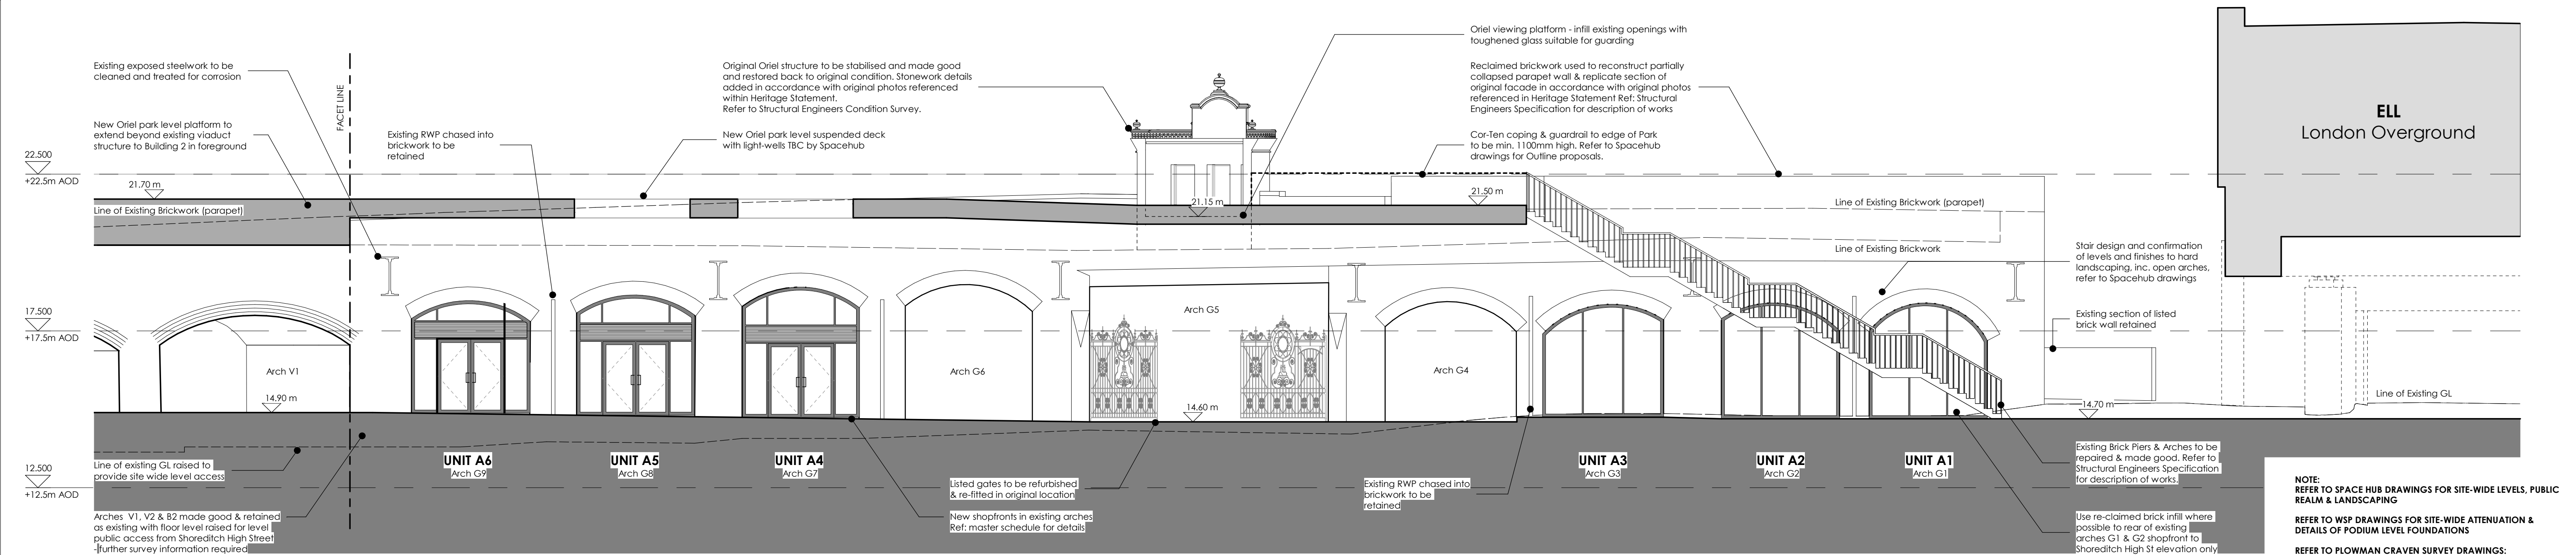 Oriel viewing platform - infill existing openings with
toughened glass suitable for guarding
Existing exposed steelwork to be
cleaned and treated for corrosion
FACET LINE
Original Oriel structure to be stabilised and made good
and restored back to original condition. Stonework details
added in accordance with original photos referenced
within Heritage Statement.
Refer to Structural Engineers Condition Survey.
Reclaimed brickwork used to reconstruct partially
collapsed parapet wall & replicate section of
original facade in accordance with original photos
referenced in Heritage Statement Ref: Structural
Engineers Specification for description of works
ELL
London Overground
New Oriel park level platform to
extend beyond existing viaduct
structure to Building 2 in foreground
Existing RWP chased into
brickwork to be
retained
New Oriel park level suspended deck
with light-wells TBC by Spacehub
Cor-Ten coping & guardrail to edge of Park
to be min. 1100mm high. Refer to Spacehub
drawings for Outline proposals.
22.500
+22.5m AOD
21.70 m
21.50 m
21.15 m
Line of Existing Brickwork (parapet)
Line of Existing Brickwork (parapet)
Line of Existing Brickwork
Stair design and confirmation
of levels and finishes to hard
landscaping, inc. open arches,
refer to Spacehub drawings
17.500
+17.5m AOD
Arch G5
Existing section of listed
brick wall retained
Arch V1
Arch G6
Arch G4
14.90 m
14.60 m
14.70 m
Line of Existing GL
Line of existing GL raised to
provide site wide level access
UNIT A6
Arch G9
UNIT A5
Arch G8
UNIT A4
Arch G7
UNIT A3
Arch G3
UNIT A2
Arch G2
UNIT A1
Arch G1
Existing Brick Piers & Arches to be
repaired & made good. Refer to
Structural Engineers Specification
for description of works.
12.500
+12.5m AOD
Listed gates to be refurbished
& re-fitted in original location
Existing RWP chased into
brickwork to be
retained
Arches V1, V2 & B2 made good & retained
as existing with floor level raised for level
public access from Shoreditch High Street
- further survey information required
New shopfronts in existing arches
Ref: master schedule for details
Use re-claimed brick infill where
possible to rear of existing
arches G1 & G2 shopfront to
Shoreditch High St elevation only
NOTE:
REFER TO SPACE HUB DRAWINGS FOR SITE-WIDE LEVELS, PUBLIC
REALM & LANDSCAPING
REFER TO WSP DRAWINGS FOR SITE-WIDE ATTENUATION &
DETAILS OF PODIUM LEVEL FOUNDATIONS
REFER TO PLOWMAN CRAVEN SURVEY DRAWINGS: